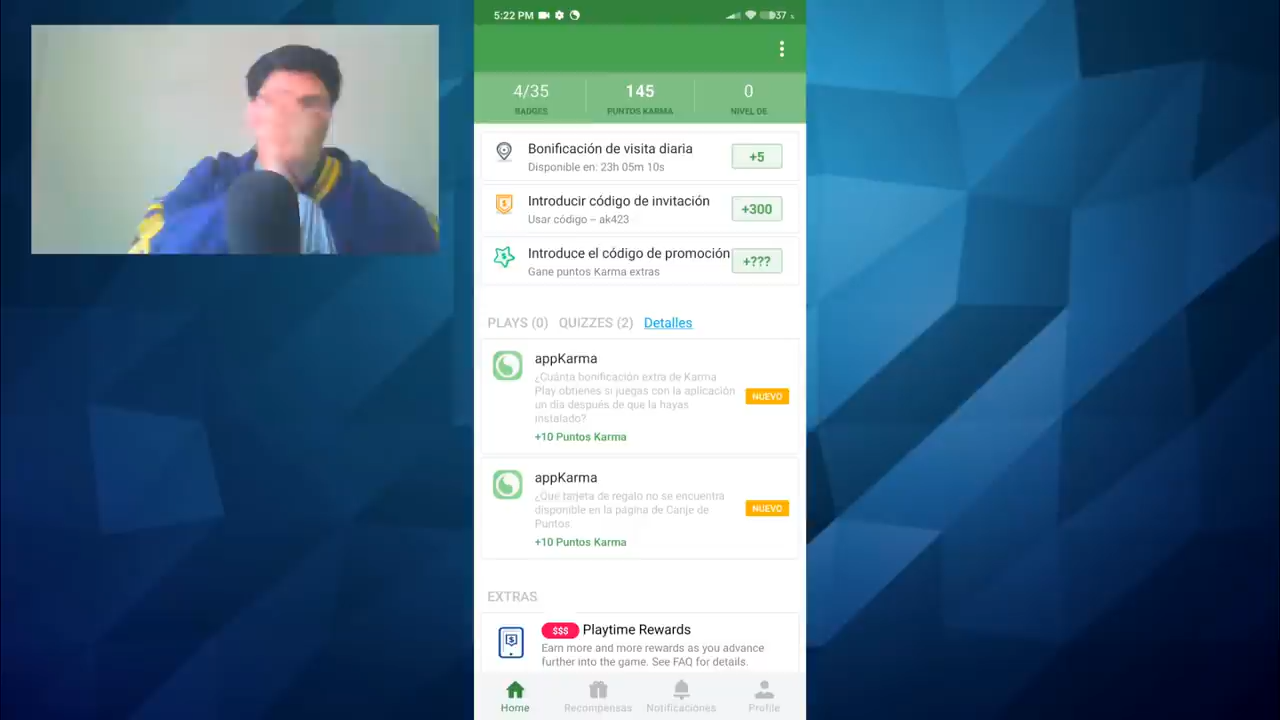 5:22 PM
37
4/35
BADGES
145
PUNTOS KARMA
0
NIVEL DE
Bonificación de visita diaria
Disponible en: 23h 05m 10s
+5
Introducir código de invitación
Usar código – ak423
+300
Introduce el código de promoción
Gane puntos Karma extras
+???
PLAYS (0) QUIZZES (2) Detalles
appKarma
¿Cuánta bonificación extra de Karma
Play obtienes si juegas con la aplicación
un día después de que la hayas
instalado?
NUEVO
+10 Puntos Karma
appKarma
¿Que tarjeta de regalo no se encuentra
disponible en la página de Canje de
Puntos
NUEVO
+10 Puntos Karma
EXTRAS
$$$ Playtime Rewards
Earn more and more rewards as you advance
further into the game. See FAQ for details.
Home
Recompensas
Notificaciones
Profile